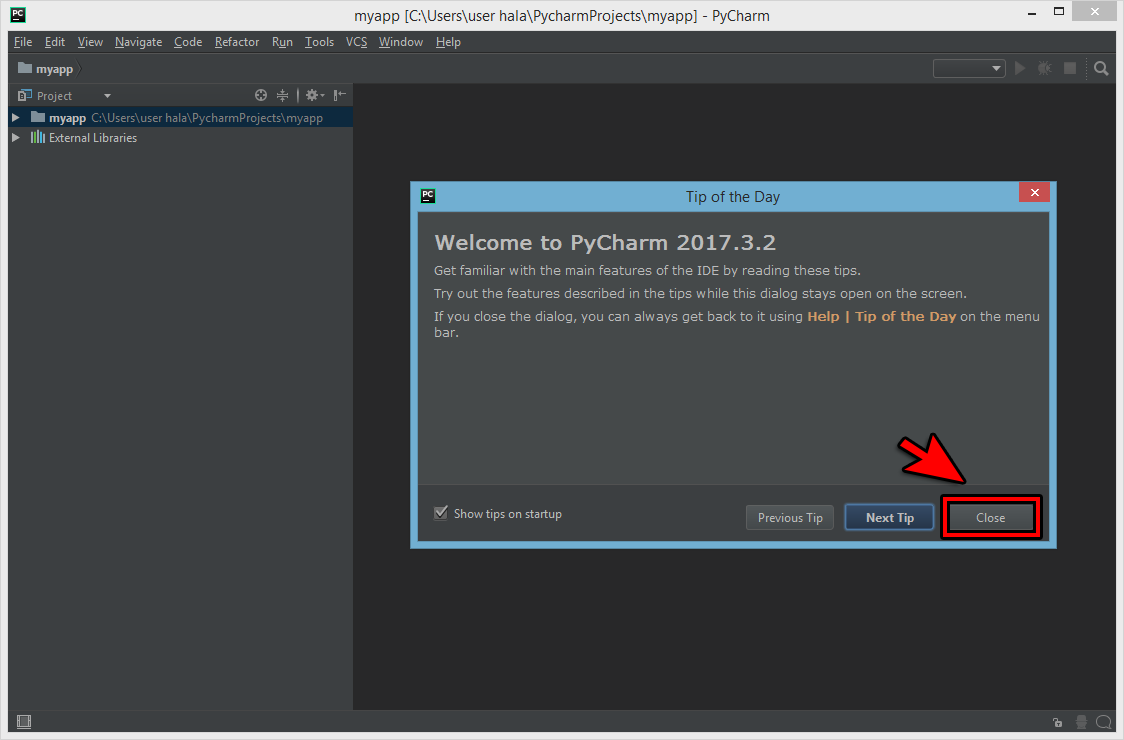 PC
myapp [C:\Users\user hala\PycharmProjects\myapp] - PyCharm
File Edit View Navigate Code Refactor Run Tools VCS Window Help
myapp
Project
myapp C:\Users\user hala\PycharmProjects\myapp
External Libraries
PC
Tip of the Day
Welcome to PyCharm 2017.3.2
Get familiar with the main features of the IDE by reading these tips.
Try out the features described in the tips while this dialog stays open on the screen.
If you close the dialog, you can always get back to it using Help | Tip of the Day on the menu
bar.
Show tips on startup
Previous Tip
Next Tip
Close